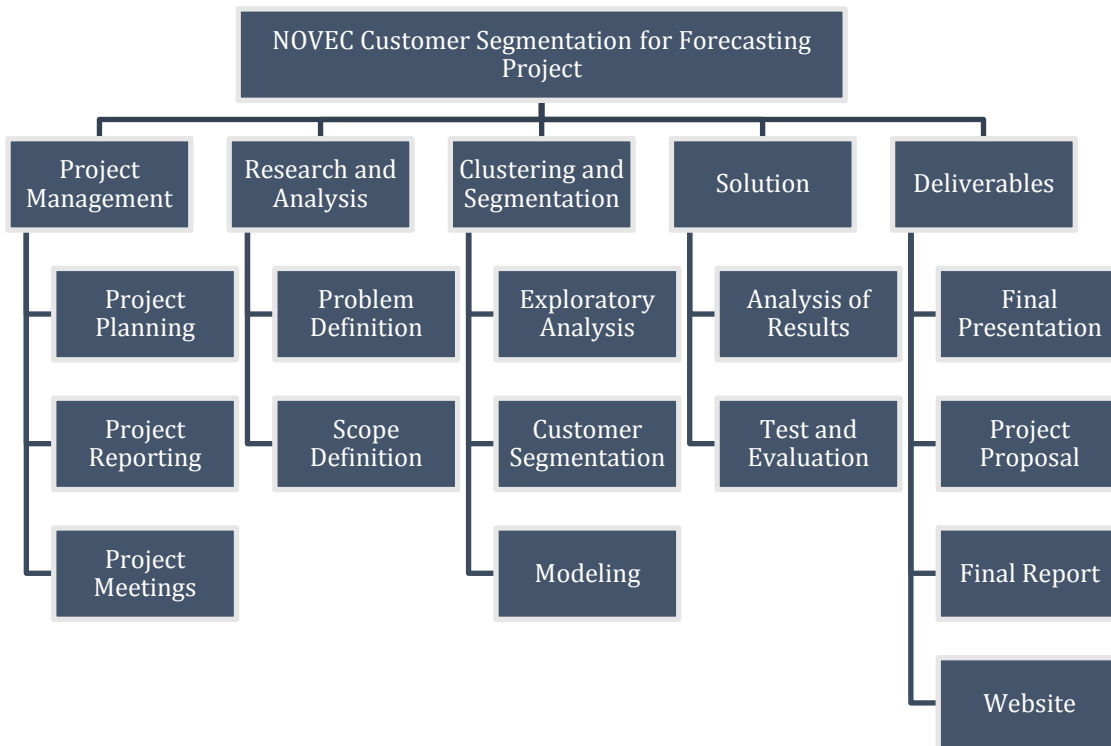 NOVEC Customer Segmentation for Forecasting
Project
Project
Management
Research and
Analysis
Clustering and
Segmentation
Solution
Deliverables
Project
Planning
Problem
Definition
Exploratory
Analysis
Analysis of
Results
Final
Presentation
Project
Reporting
Scope
Definition
Customer
Segmentation
Test and
Evaluation
Project
Proposal
Project
Meetings
Modeling
Final Report
Website